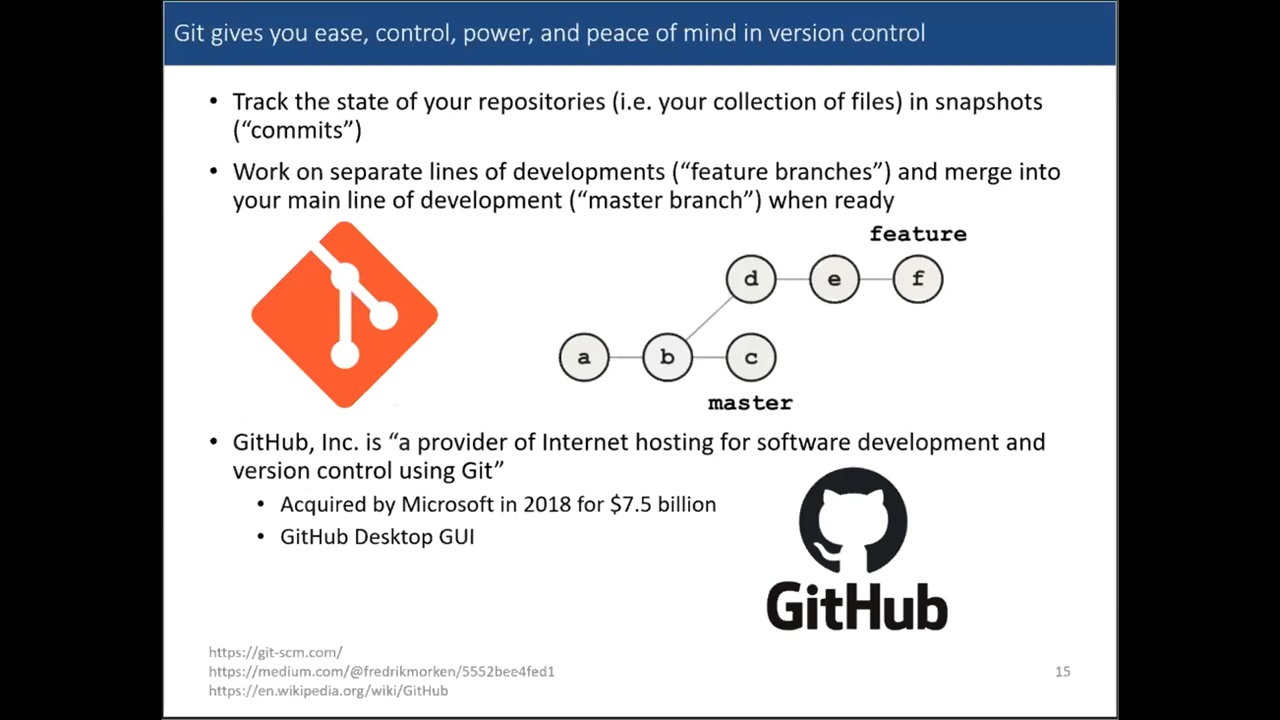 Git gives you ease, control, power, and peace of mind in version control
• Track the state of your repositories (i.e. your collection of files) in snapshots
(“commits”)
• Work on separate lines of developments (“feature branches”) and merge into
your main line of development (“master branch”) when ready
feature
d e f
a b c
master
• GitHub, Inc. is “a provider of Internet hosting for software development and
version control using Git”
• Acquired by Microsoft in 2018 for $7.5 billion
• GitHub Desktop GUI
GitHub
https://git-scm.com/
https://medium.com/@fredrikmorken/5552bee4fed1
https://en.wikipedia.org/wiki/GitHub
15